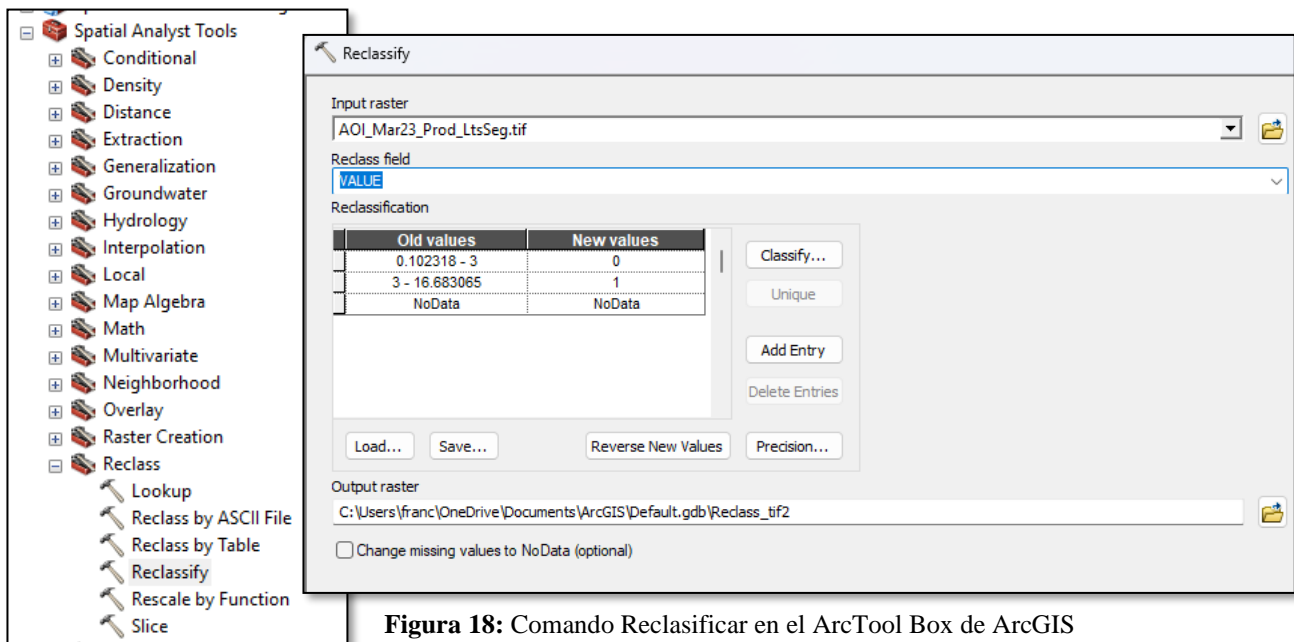 Spatial Analyst Tools
Conditional
Density
Distance
Extraction
Generalization
Groundwater
Hydrology
Interpolation
Local
Map Algebra
Math
Multivariate
Neighborhood
Overlay
Raster Creation
Reclass
Lookup
Reclass by ASCII File
Reclass by Table
Reclassify
Rescale by Function
Slice
Reclassify
Input raster
AOI_Mar23_Prod_LtsSeg.tif
Reclass field
VALUE
Reclassification
Old values New values
0.102318 - 3 0
3 - 16.683065 1
NoData NoData
Classify...
Unique
Add Entry
Delete Entries
Load... Save... Reverse New Values Precision...
Output raster
C:\Users\franc\OneDrive\Documents\ArcGIS\Default.gdb\Reclass_tif2
Change missing values to NoData (optional)
Figura 18: Comando Reclasificar en el ArcTool Box de ArcGIS